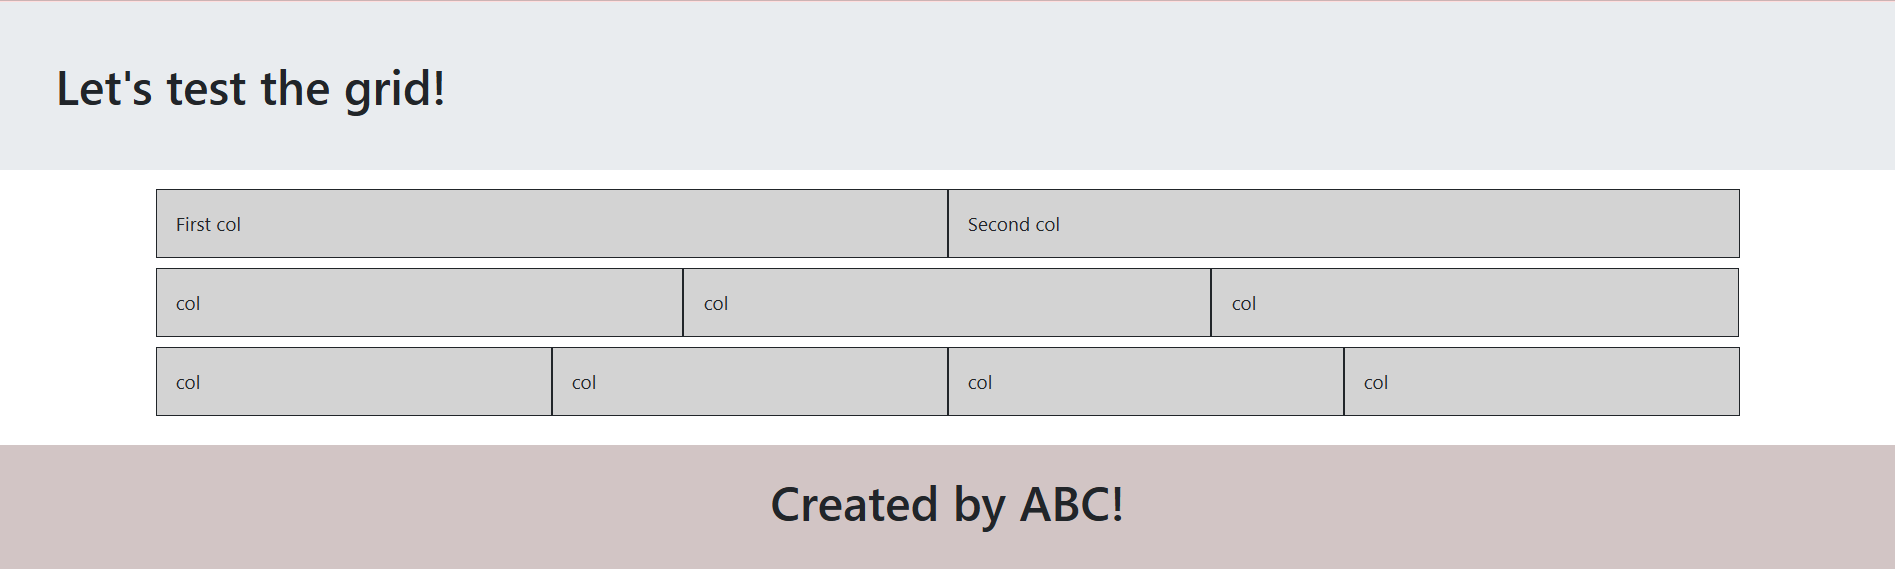 Let's test the grid!
First col
Second col
col
col
col
col
col
col
col
Created by ABC!